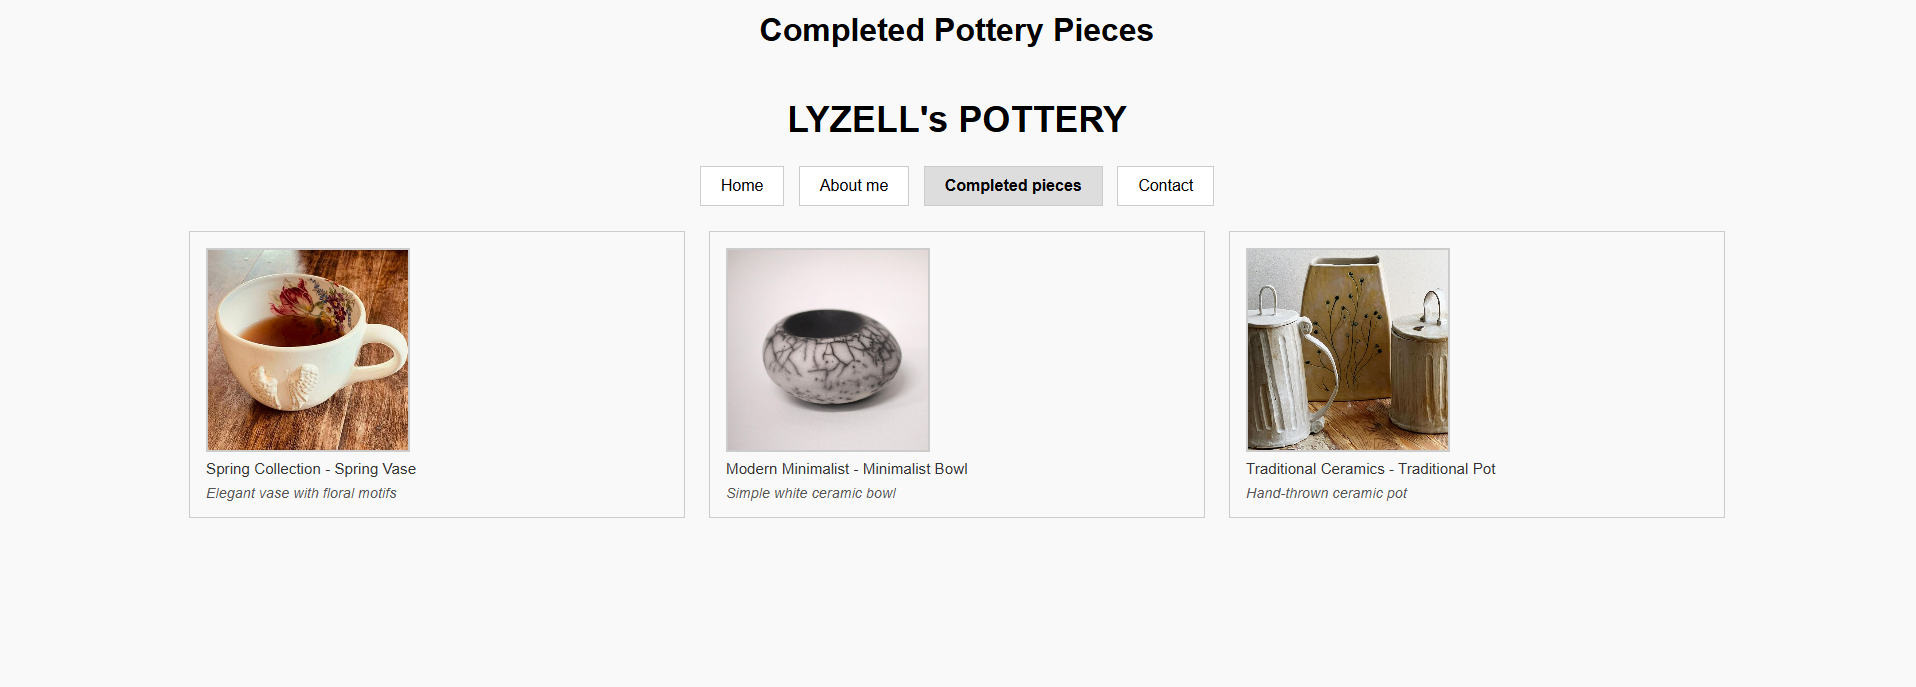 Completed Pottery Pieces
LYZELL's POTTERY
Home
About me
Completed pieces
Contact
Spring Collection - Spring Vase
Elegant vase with floral motifs
Modern Minimalist - Minimalist Bowl
Simple white ceramic bowl
Traditional Ceramics - Traditional Pot
Hand-thrown ceramic pot